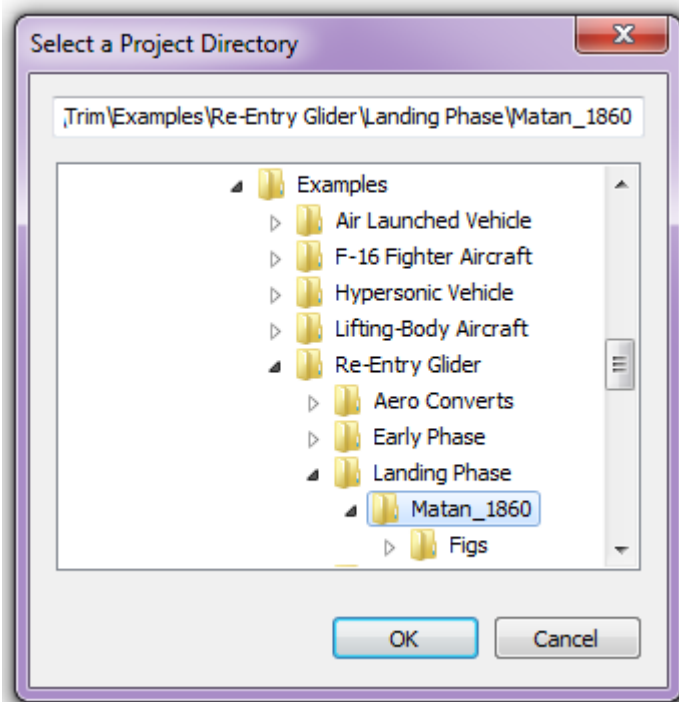 Select a Project Directory
,Trim\Examples\Re-Entry Glider\Landing Phase\Matan_1860
Examples
Air Launched Vehicle
F-16 Fighter Aircraft
Hypersonic Vehicle
Lifting-Body Aircraft
Re-Entry Glider
Aero Converts
Early Phase
Landing Phase
Matan_1860
Figs
OK Cancel